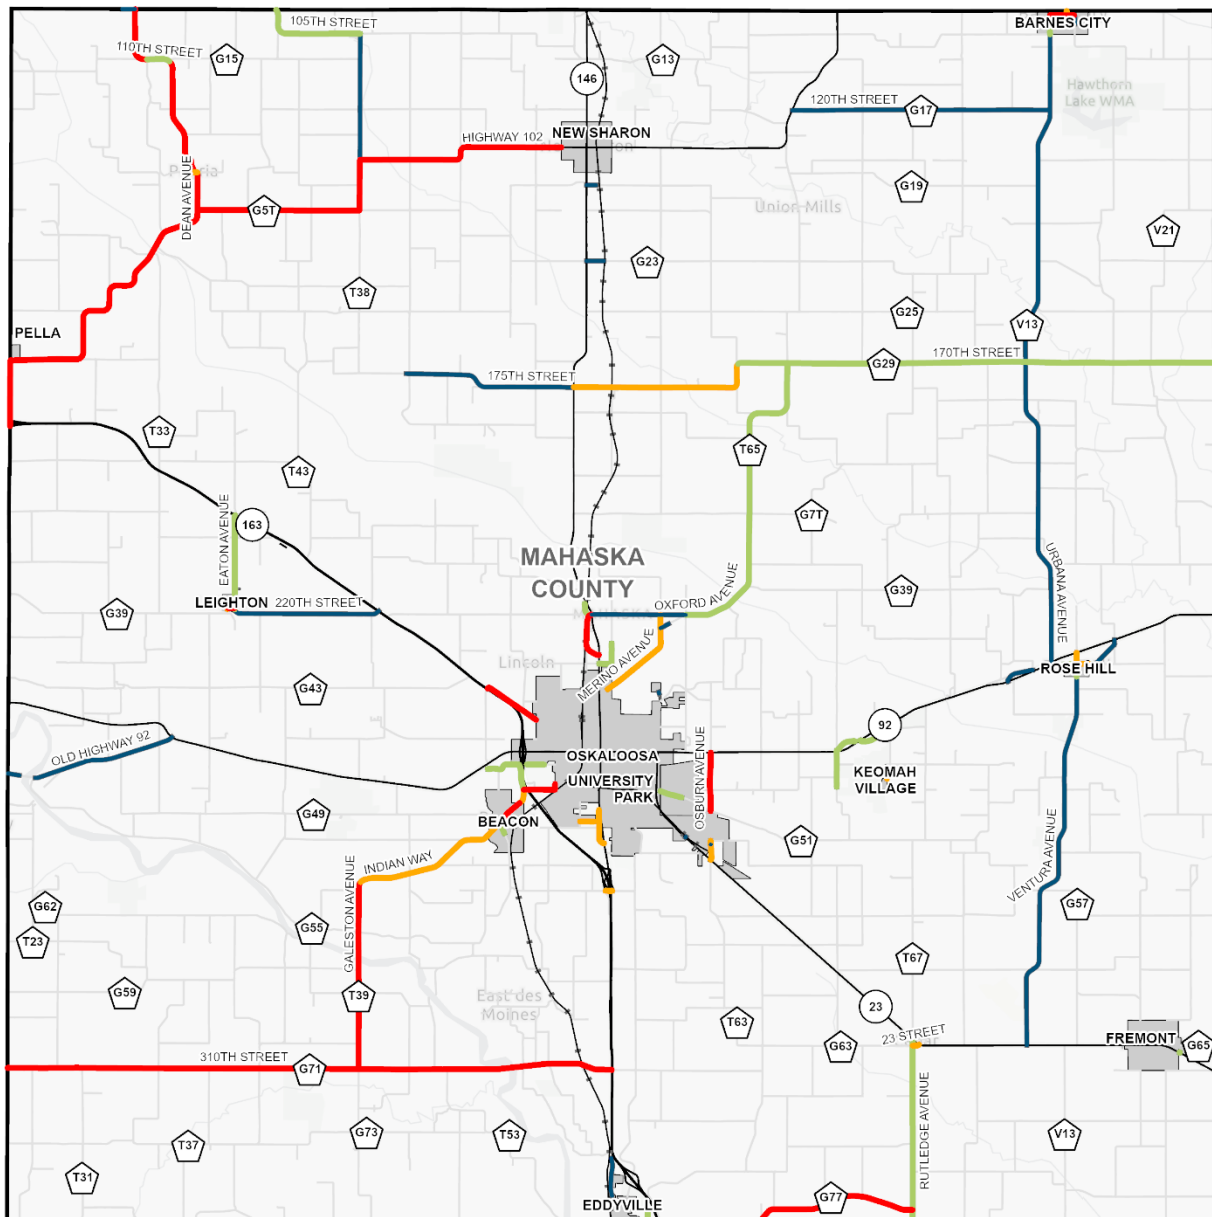 BARNES CITY
105TH STREET
110TH STREET
G15
G13
146
Hawthorn
Lake WMA
120TH STREET
G17
HIGHWAY 102
NEW SHARON
G19
DEAN AVENUE
G5T
Union Mills
V21
G23
T38
G25
V13
PELLA
170TH STREET
G29
175TH STREET
T33
T65
T43
EATON AVENUE
163
G7T
MAHASKA
COUNTY
URBANA AVENUE
G39
LEIGHTON
220TH STREET
OXFORD AVENUE
G39
MERINO AVENUE
Lincoln
ROSE HILL
G43
92
OLD HIGHWAY 92
OSKALOOSA
OSBURN AVENUE
KEOMAH
VILLAGE
UNIVERSITY
PARK
G49
BEACON
G51
INDIAN WAY
VENTURA AVENUE
GALESTON AVENUE
G62
G57
G55
T23
T67
G59
T39
East des
Moines
23
T63
23 STREET
FREMONT
G63
G65
310TH STREET
G71
RUTLEDGE AVENUE
G73
T53
V13
T37
T31
G77
EDDYVILLE